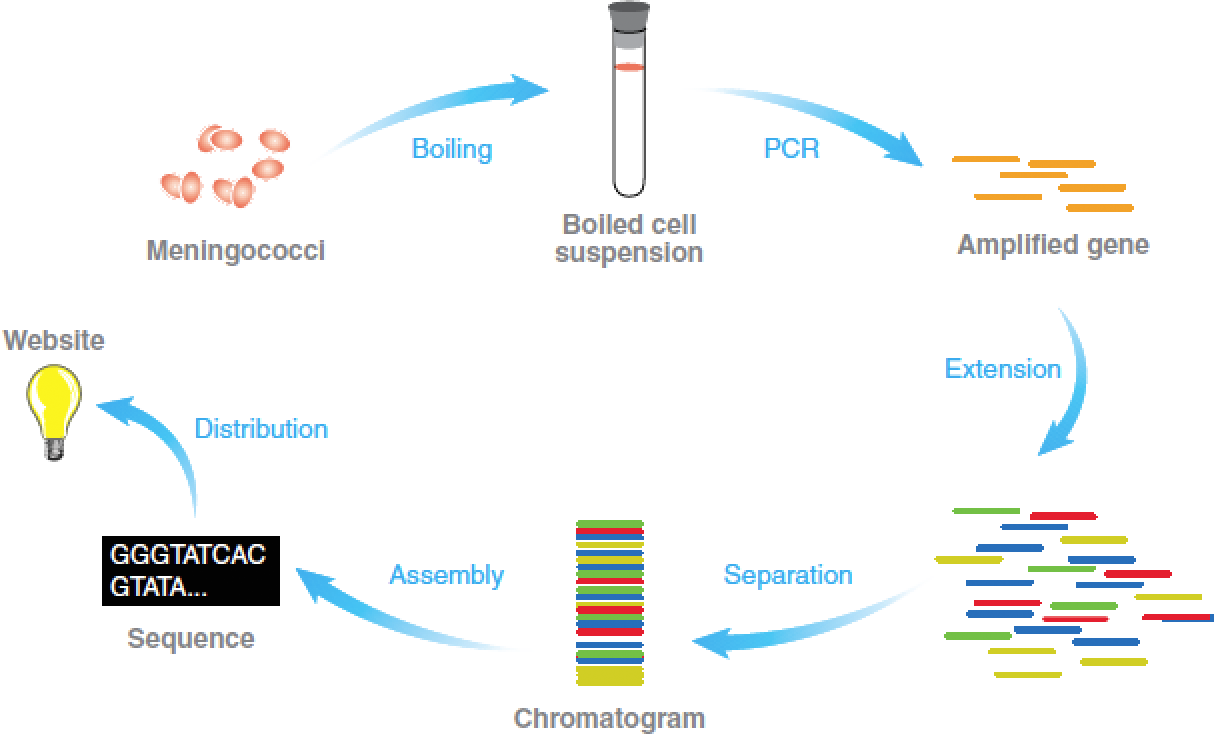 Boiling
PCR
Meningococci
Boiled cell
suspension
Amplified gene
Website
Extension
Distribution
GGGTATCAC
GTATA...
Assembly
Separation
Sequence
Chromatogram